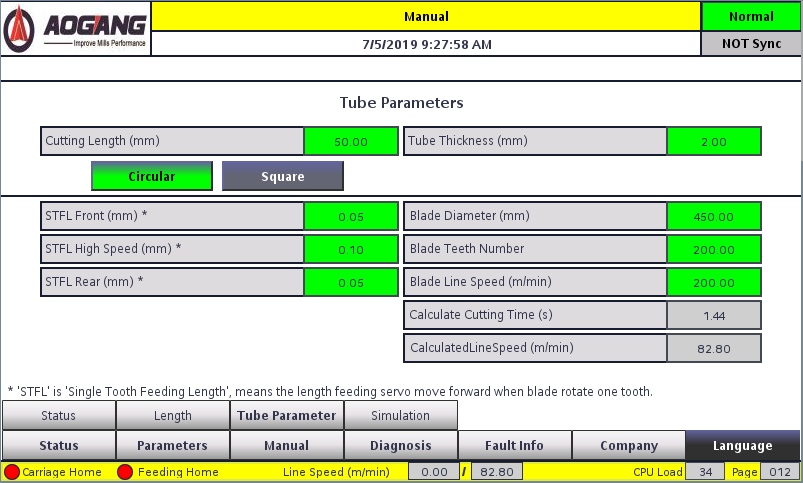 AOGANG
Improve Mills Performance
Manual
Normal
7/5/2019 9:27:58 AM
NOT Sync
Tube Parameters
Cutting Length (mm) 50.00 Tube Thickness (mm) 2.00
Circular Square
STFL Front (mm) * 0.05 Blade Diameter (mm) 450.00
STFL High Speed (mm) * 0.10 Blade Teeth Number 200.00
STFL Rear (mm) * 0.05 Blade Line Speed (m/min) 200.00
Calculate Cutting Time (s) 1.44
CalculatedLineSpeed (m/min) 82.80
* 'STFL' is 'Single Tooth Feeding Length', means the length feeding servo move forward when blade rotate one tooth.
Status Length Tube Parameter Simulation
Status Parameters Manual Diagnosis Fault Info Company Language
Carriage Home Feeding Home Line Speed (m/min) 0.00 / 82.80 CPU Load 34 Page 012